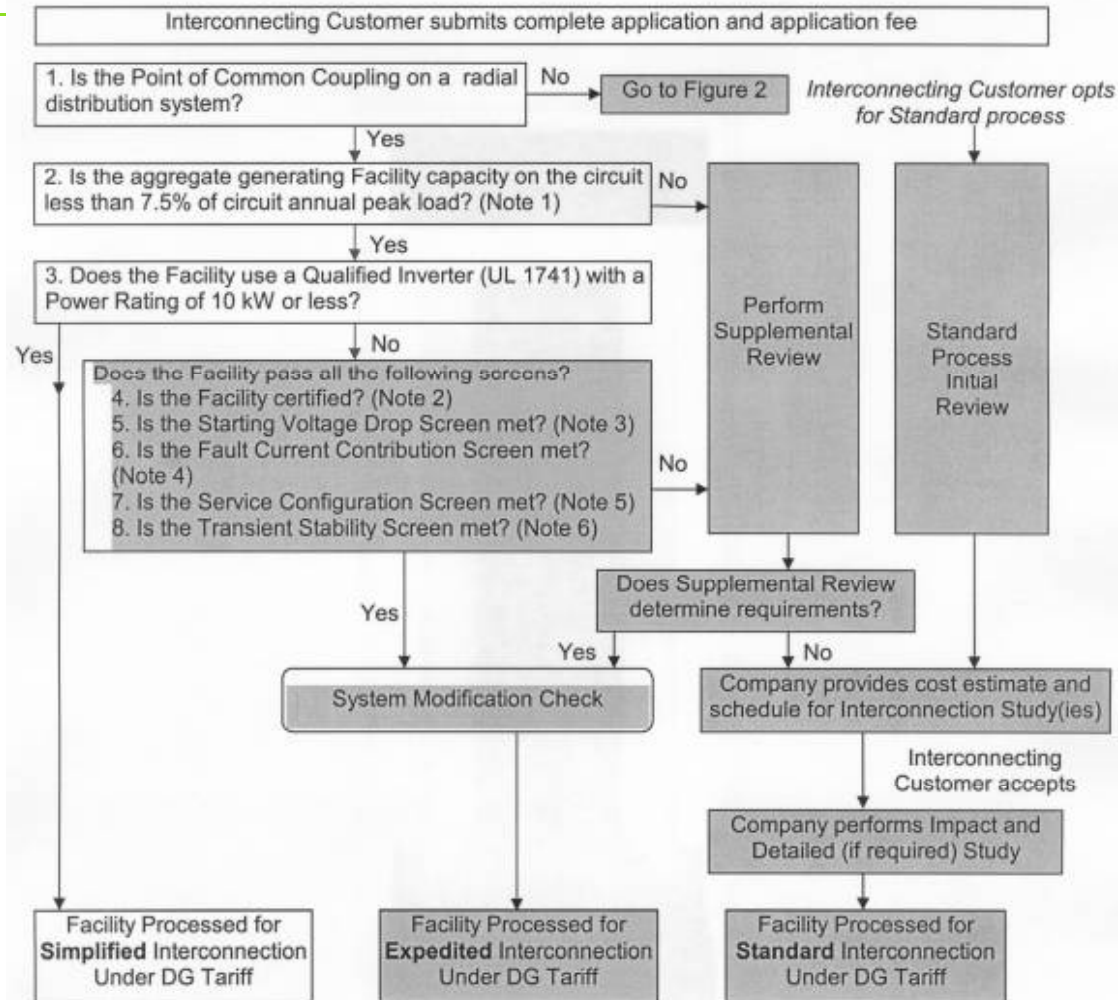 Interconnecting Customer submits complete application and application fee
1. Is the Point of Common Coupling on a radial
distribution system?
No
Go to Figure 2
Interconnecting Customer opts
for Standard process
Yes
2. Is the aggregate generating Facility capacity on the circuit
less than 7.5% of circuit annual peak load? (Note 1)
No
Yes
3. Does the Facility use a Qualified Inverter (UL 1741) with a
Power Rating of 10 kW or less?
Perform
Supplemental
Review
Standard
Process
Initial
Review
Yes
No
Does the Facility pass all the following screens?
4. Is the Facility certified? (Note 2)
5. Is the Starting Voltage Drop Screen met? (Note 3)
6. Is the Fault Current Contribution Screen met?
(Note 4)
7. Is the Service Configuration Screen met? (Note 5)
8. Is the Transient Stability Screen met? (Note 6)
No
Does Supplemental Review
determine requirements?
Yes
Yes
No
System Modification Check
Company provides cost estimate and
schedule for Interconnection Study(ies)
Interconnecting
Customer accepts
Company performs Impact and
Detailed (if required) Study
Facility Processed for
Simplified Interconnection
Under DG Tariff
Facility Processed for
Expedited Interconnection
Under DG Tariff
Facility Processed for
Standard Interconnection
Under DG Tariff